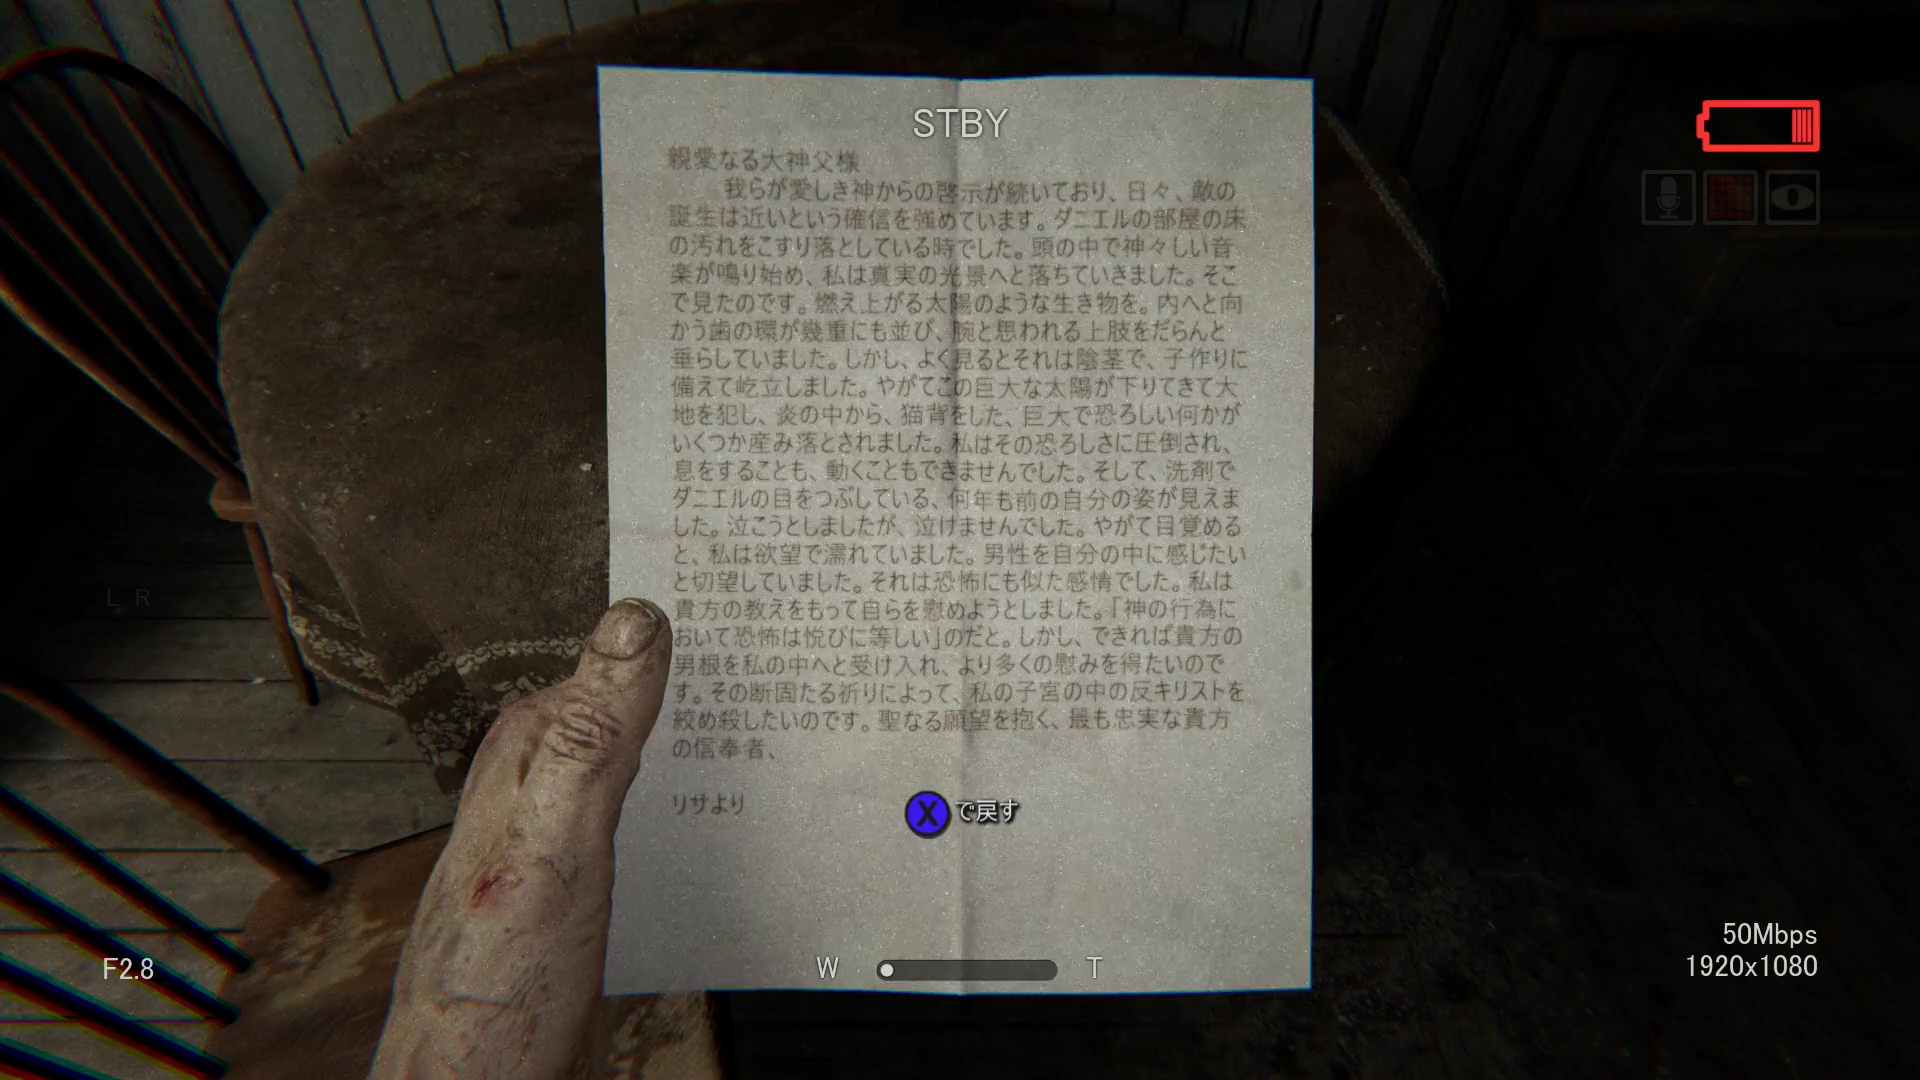 STBY
親愛なる大神父様
我らが愛しき神からの啓示が続いており、日々、敵の
誕生は近いという確信を強めています。ダニエルの部屋の床
の汚れをこすり落としている時でした。頭の中で神々しい音
楽が鳴り始め、私は真実の光景へと落ちていきました。そこ
で見たのです。燃え上がる太陽のような生き物を。内へと向
かう歯の環が幾重にも並び、腕と思われる上肢をだらんと
垂らしていました。しかし、よく見るとそれは陰茎で、子作りに
備えて屹立しました。やがてこの巨大な太陽が下りてきて大
地を犯し、炎の中から、猫背をした、巨大で恐ろしい何かが
いくつか産み落とされました。私はその恐ろしさに圧倒され、
息をすることも、動くこともできませんでした。そして、洗剤で
ダニエルの目をつぶしている、何年も前の自分の姿が見えま
した。泣こうとしましたが、泣けませんでした。やがて目覚める
と、私は欲望で濡れていました。男性を自分の中に感じたい
と切望していました。それは恐怖にも似た感情でした。私は
貴方の教えをもって自らを慰めようとしました。「神の行為に
おいて恐怖は悦びに等しい」のだと。しかし、できれば貴方の
男根を私の中へと受け入れ、より多くの慰みを得たいので
す。その断固たる祈りによって、私の子宮の中の反キリストを
絞め殺したいのです。聖なる願望を抱く、最も忠実な貴方
の信奉者、
リサより
X で戻す
L R
F2.8
W T
50Mbps
1920x1080